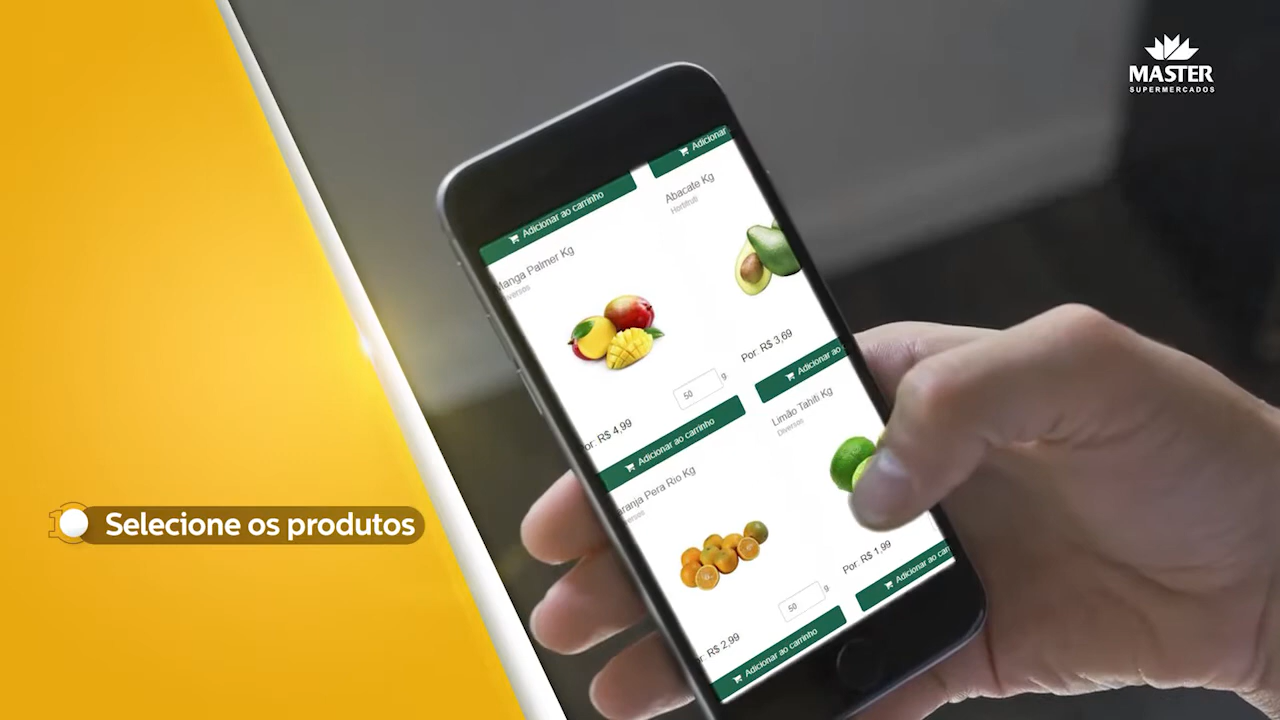 MASTER
SUPERMERCADOS
Selecione os produtos
Adicionar ao carrinho
Adicionar
Manga Palmer Kg
Diversos
Abacate Kg
Hortifruti
50 g
Por: R$ 4,99
Adicionar ao carrinho
Por: R$ 3,69
Adicionar ao
Laranja Pera Rio Kg
Limão Tahiti Kg
Diversos
50 g
R$ 2,99
Adicionar ao carrinho
Por: R$ 1,99
Adicionar ao car